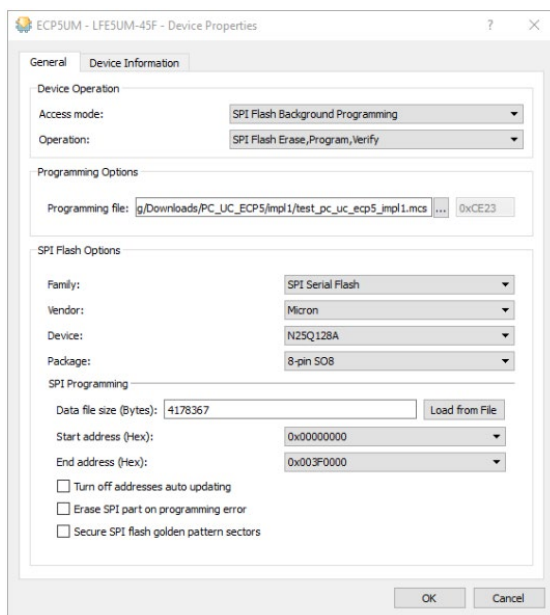 ECP5UM - LFE5UM-45F - Device Properties
General Device Information
Device Operation
Access mode: SPI Flash Background Programming
Operation: SPI Flash Erase,Program,Verify
Programming Options
Programming file: g/Downloads/PC_UC_ECP5/impl1/test_pc_uc_ecp5_impl1.mcs ... 0xCE23
SPI Flash Options
Family: SPI Serial Flash
Vendor: Micron
Device: N25Q128A
Package: 8-pin SO8
SPI Programming
Data file size (Bytes): 4178367 Load from File
Start address (Hex): 0x00000000
End address (Hex): 0x003F0000
Turn off addresses auto updating
Erase SPI part on programming error
Secure SPI flash golden pattern sectors
OK Cancel